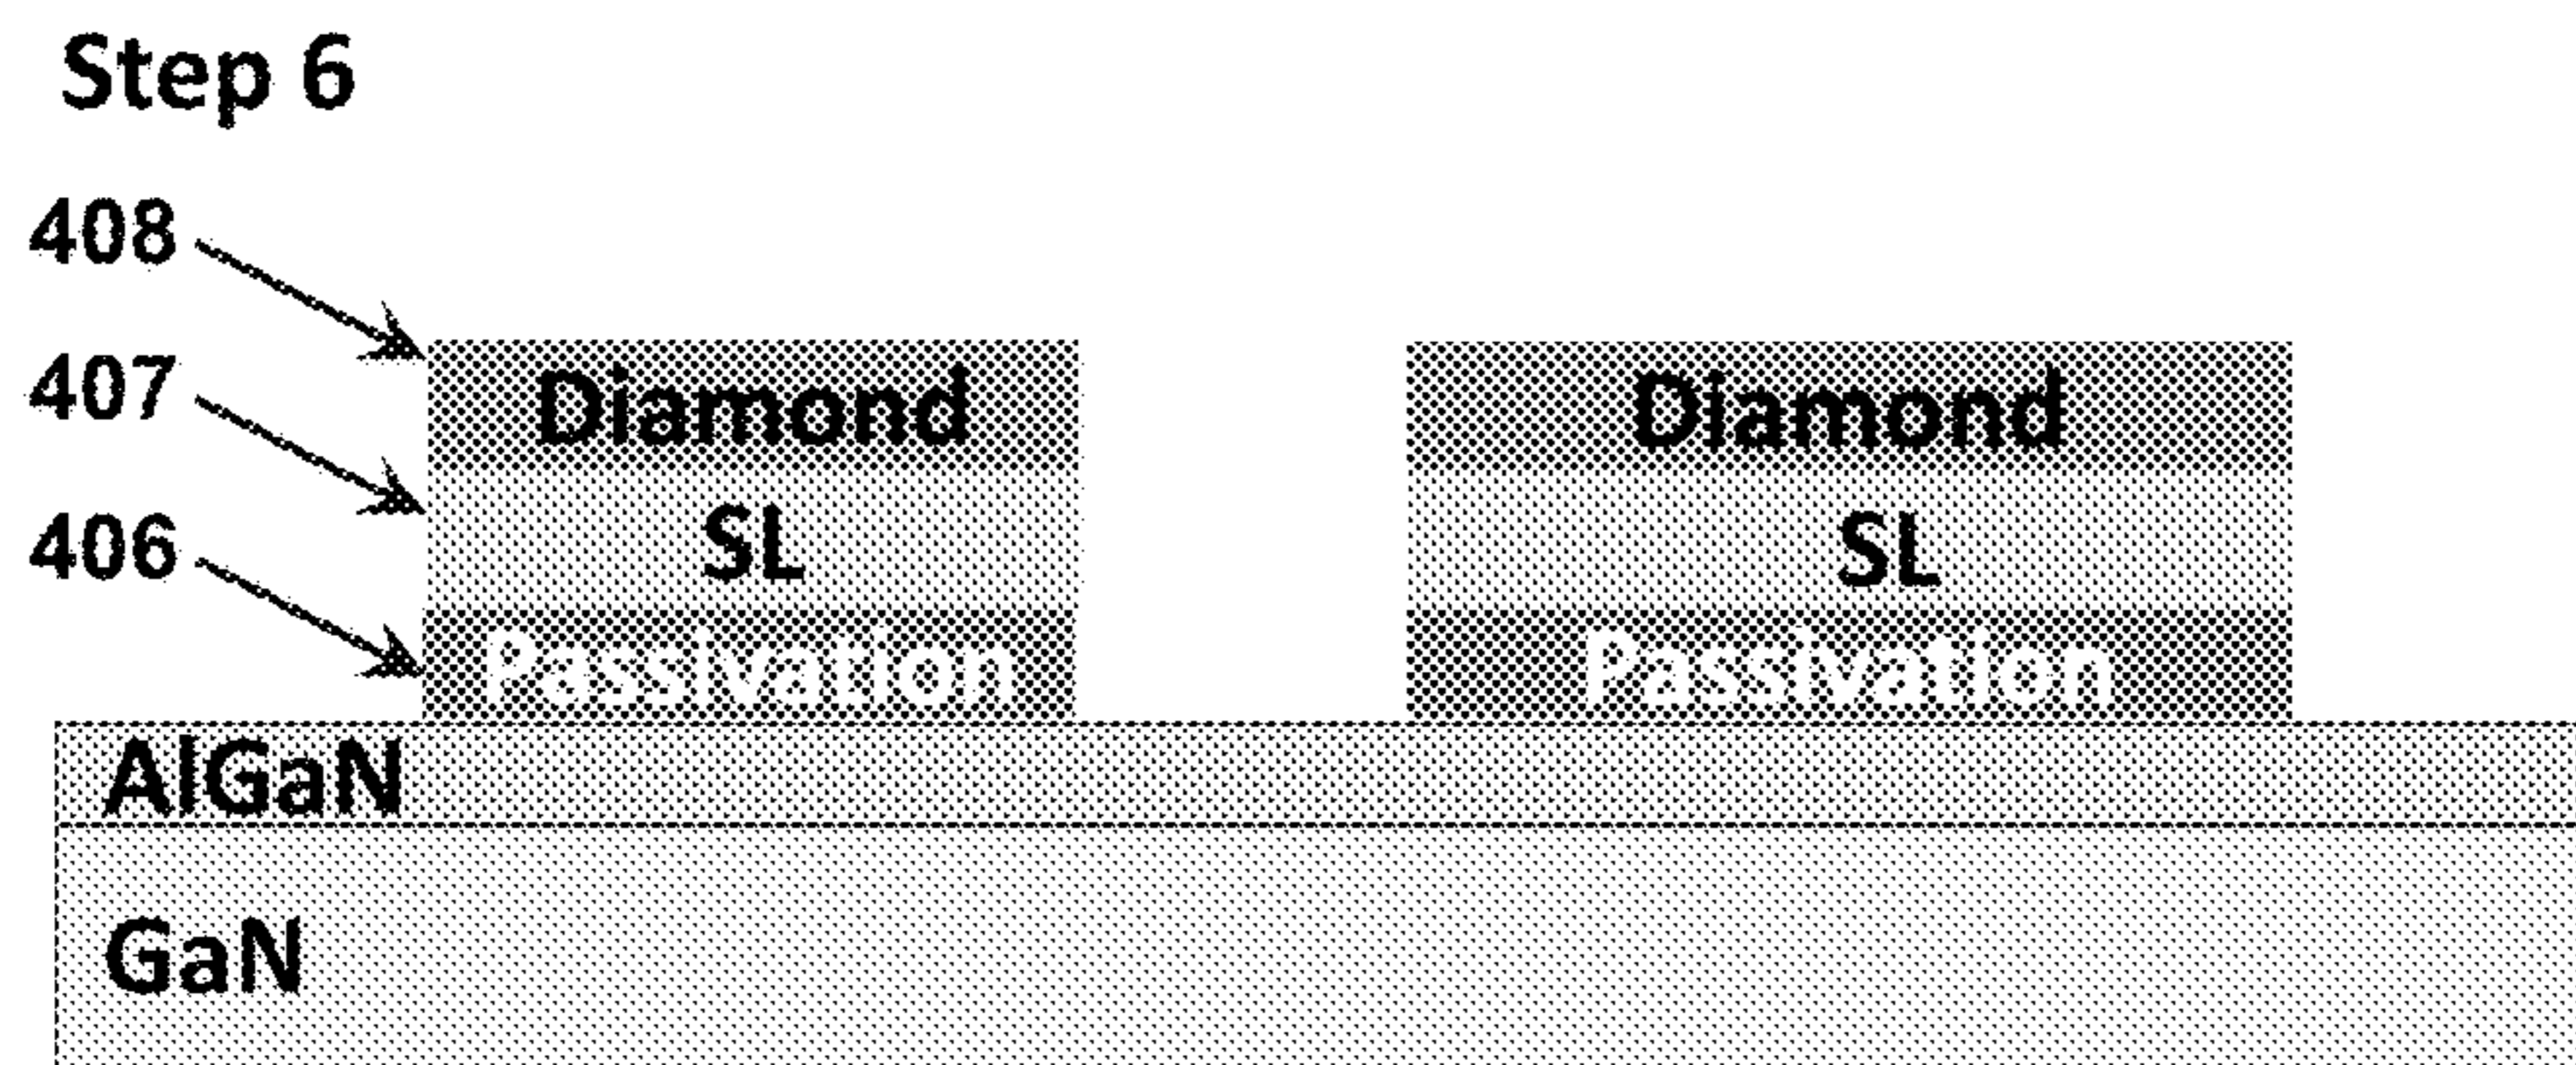 Step 6
408
Diamond Diamond
407
SL SL
406
Passivation Passivation
AlGaN
GaN